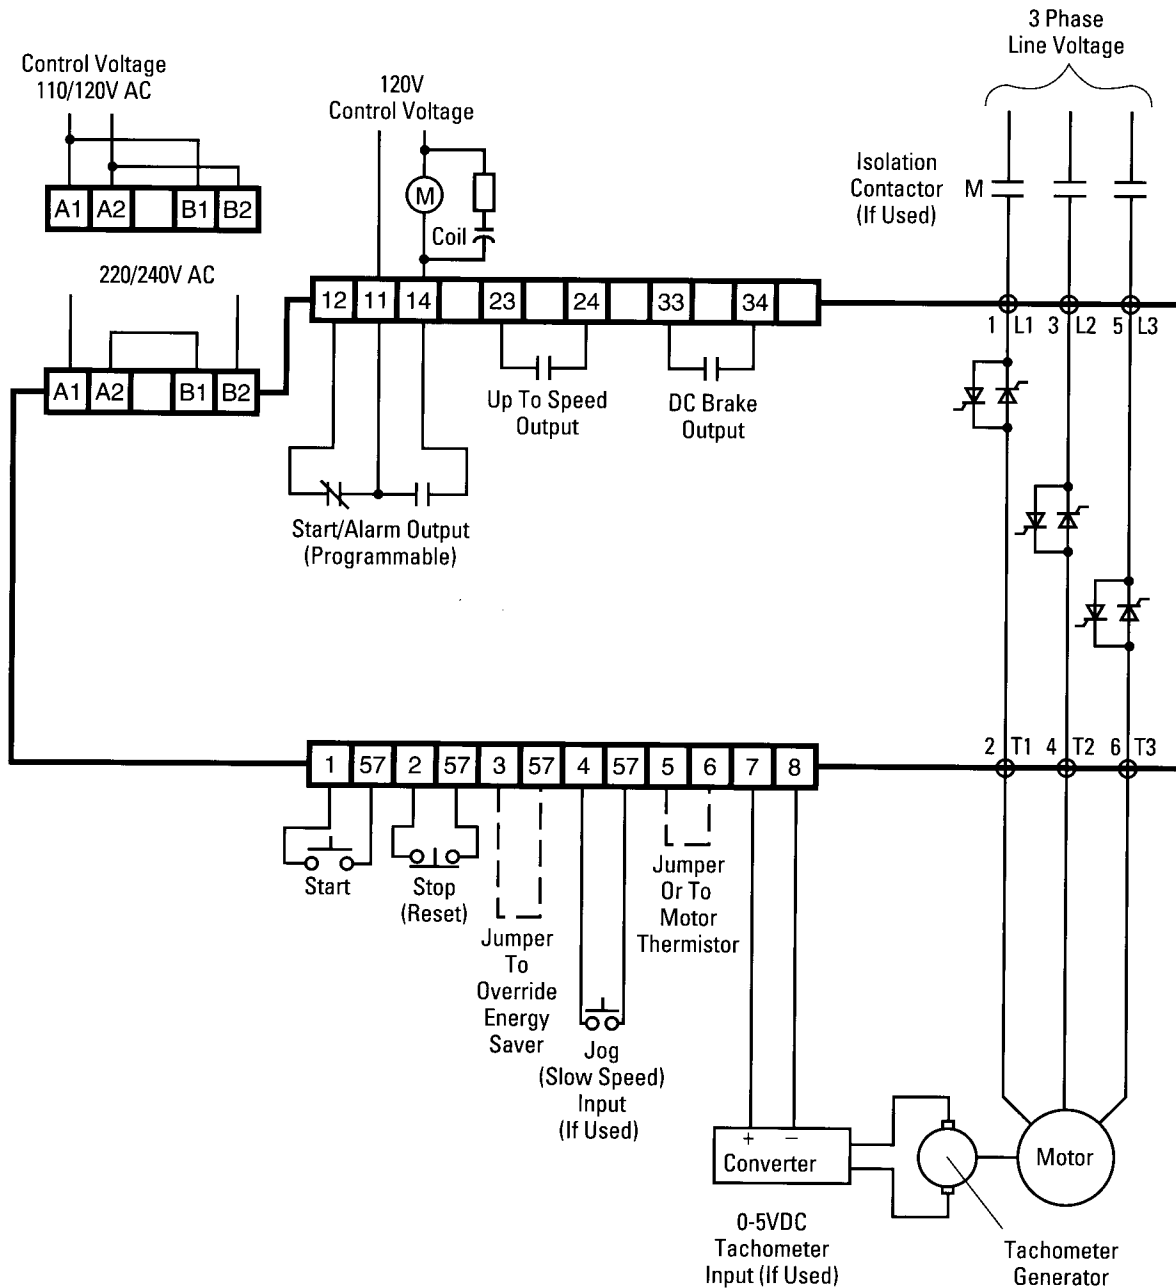 3 Phase
Line Voltage
Control Voltage
110/120V AC
120V
Control Voltage
Isolation
Contactor
(If Used)
M
M
Coil
A1 A2 B1 B2
220/240V AC
12 11 14 23 24 33 34
1 L1 3 L2 5 L3
A1 A2 B1 B2
Up To Speed
Output
DC Brake
Output
Start/Alarm Output
(Programmable)
2 T1 4 T2 6 T3
1 57 2 57 3 57 4 57 5 6 7 8
Start
Stop
(Reset)
Jumper
To
Override
Energy
Saver
Jog
(Slow Speed)
Input
(If Used)
Jumper
Or To
Motor
Thermistor
+ –
Converter
Motor
0-5VDC
Tachometer
Input (If Used)
Tachometer
Generator